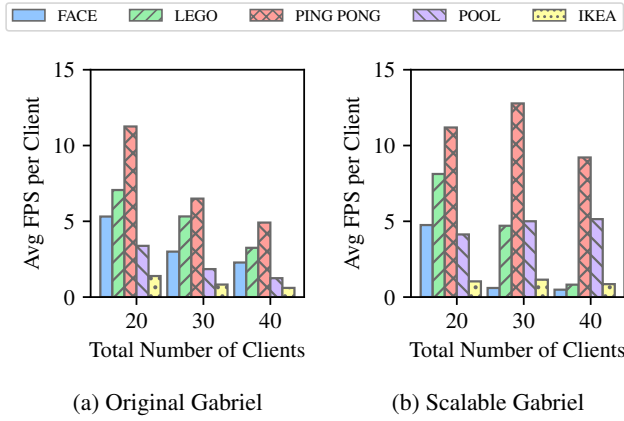 FACE LEGO PING PONG POOL IKEA
15
10
5
0
Avg FPS per Client
20 30 40
Total Number of Clients
(a) Original Gabriel
15
10
5
0
Avg FPS per Client
20 30 40
Total Number of Clients
(b) Scalable Gabriel